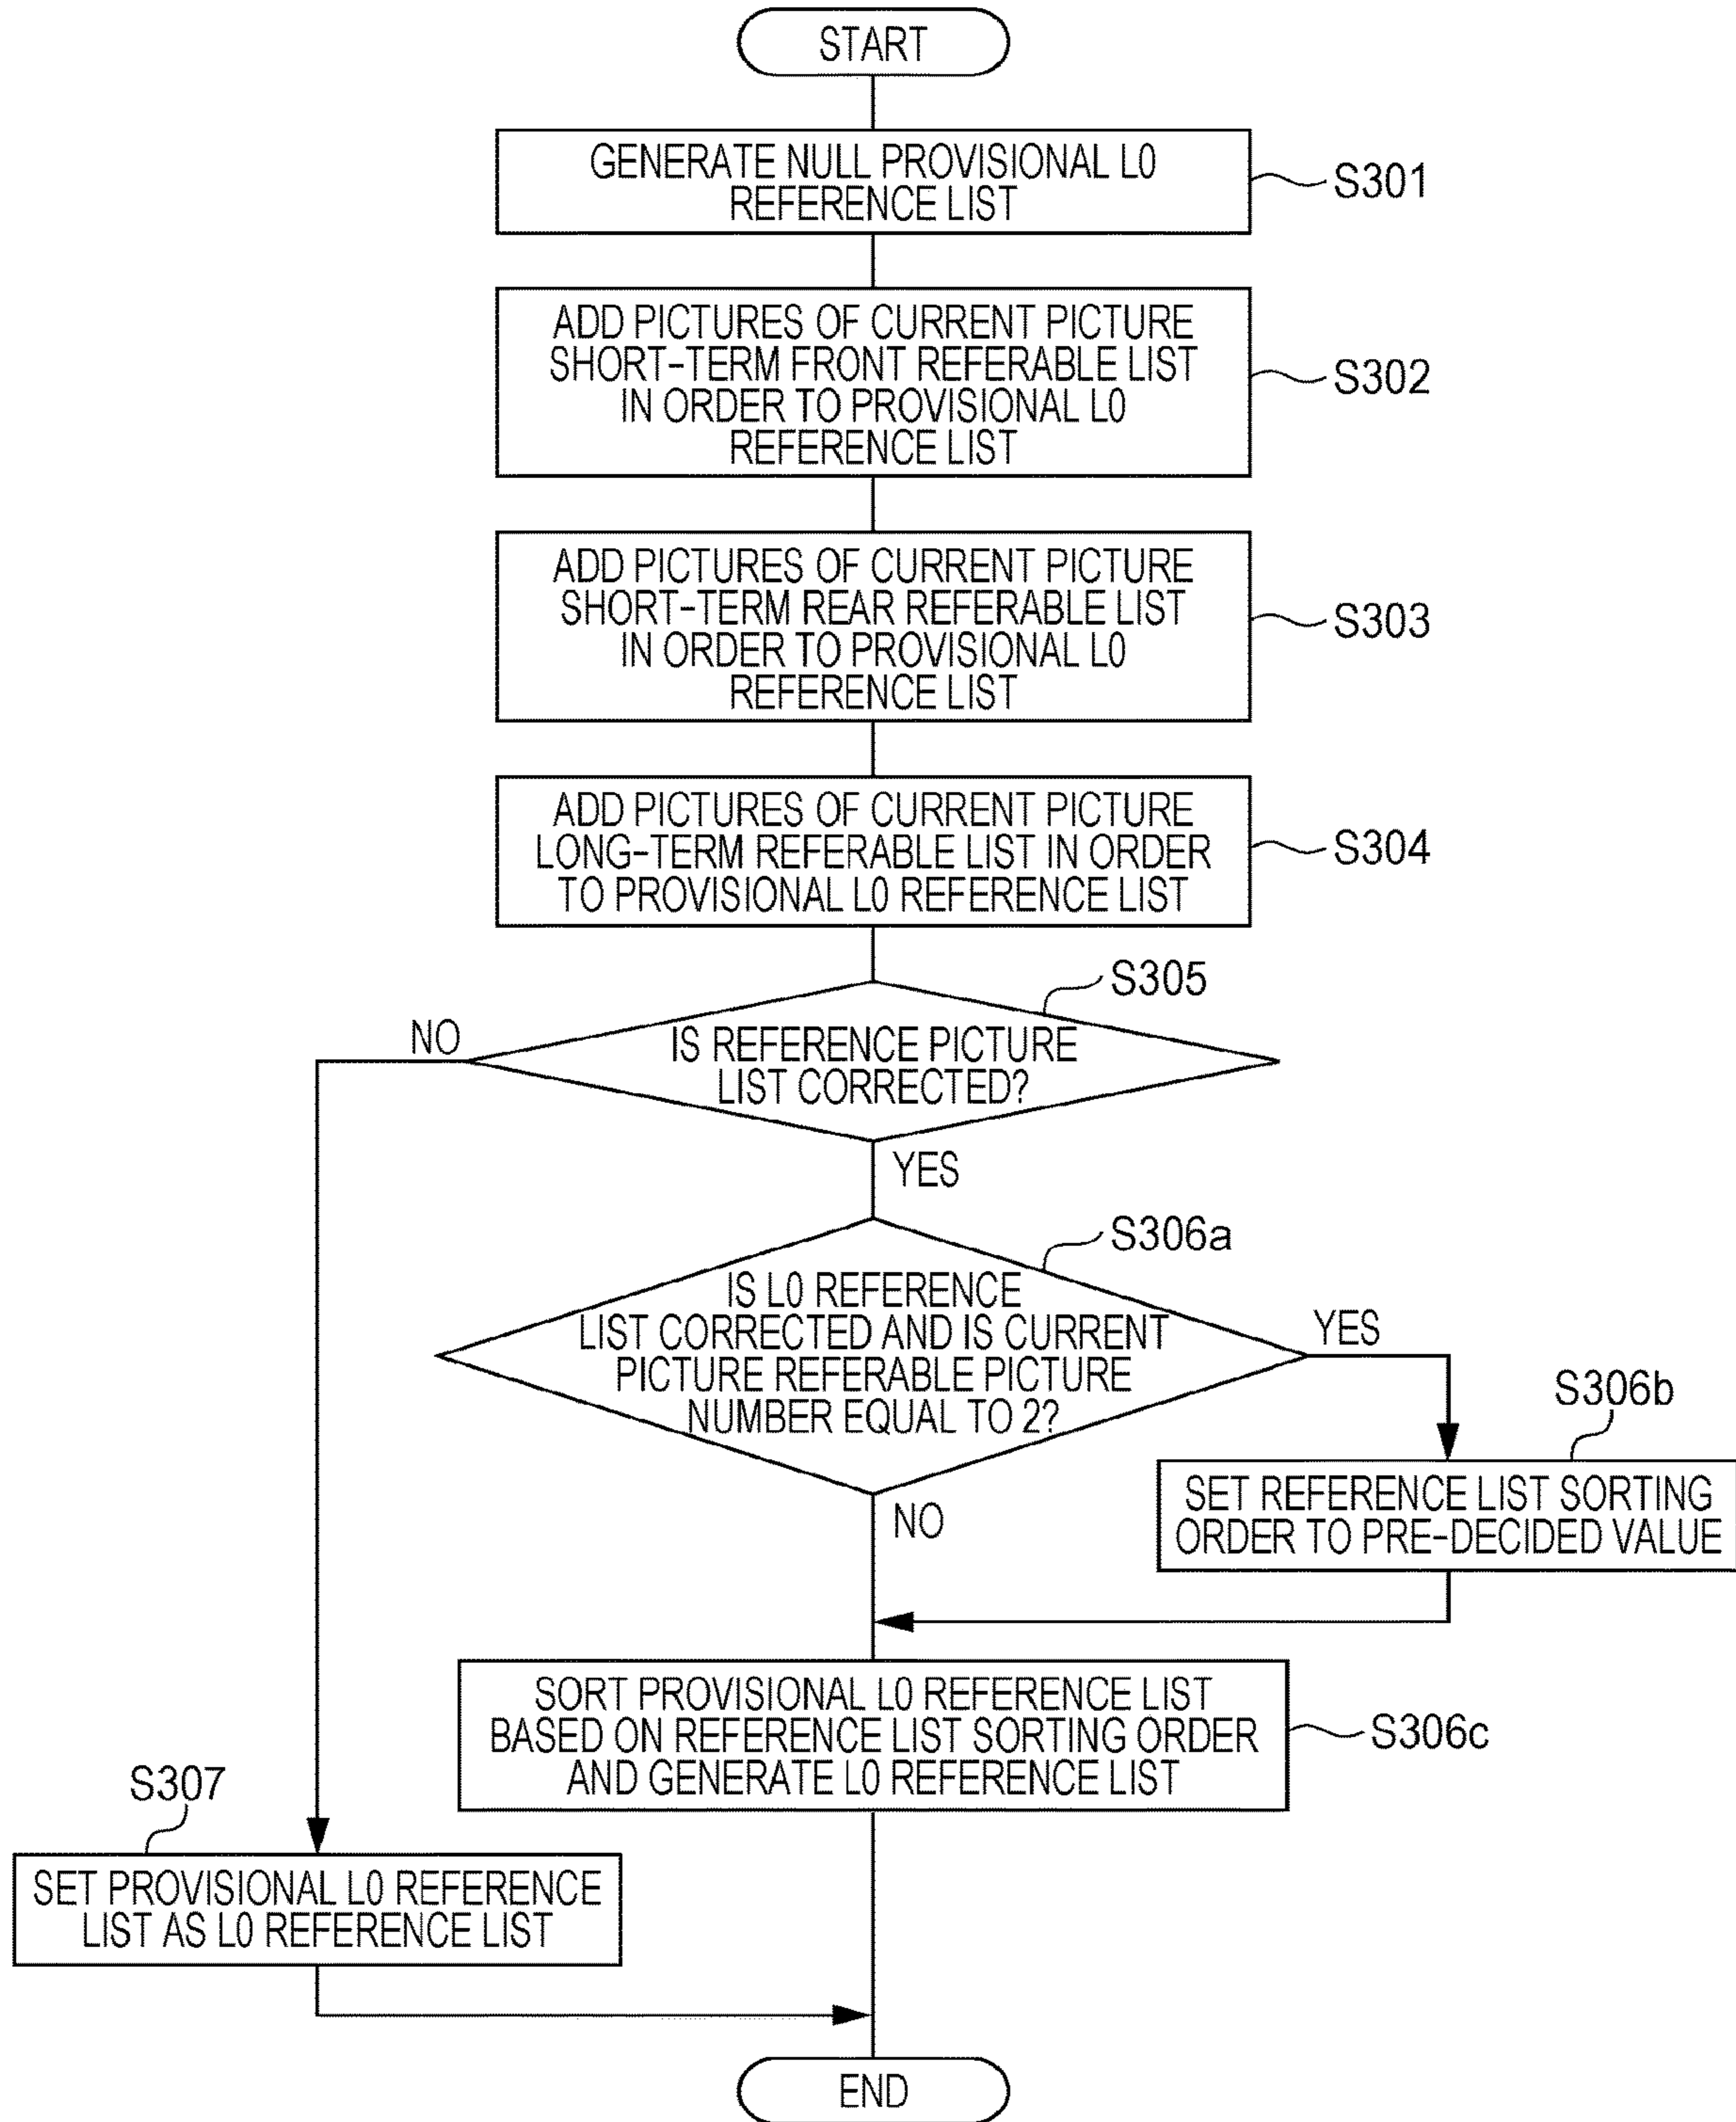 START
GENERATE NULL PROVISIONAL L0
REFERENCE LIST
S301
ADD PICTURES OF CURRENT PICTURE
SHORT-TERM FRONT REFERABLE LIST
IN ORDER TO PROVISIONAL L0
REFERENCE LIST
S302
ADD PICTURES OF CURRENT PICTURE
SHORT-TERM REAR REFERABLE LIST
IN ORDER TO PROVISIONAL L0
REFERENCE LIST
S303
ADD PICTURES OF CURRENT PICTURE
LONG-TERM REFERABLE LIST IN ORDER
TO PROVISIONAL L0 REFERENCE LIST
S304
S305
NO
IS REFERENCE PICTURE
LIST CORRECTED?
YES
S306a
IS L0 REFERENCE
LIST CORRECTED AND IS CURRENT
PICTURE REFERABLE PICTURE
NUMBER EQUAL TO 2?
YES
S306b
SET REFERENCE LIST SORTING
ORDER TO PRE-DECIDED VALUE
NO
SORT PROVISIONAL L0 REFERENCE LIST
BASED ON REFERENCE LIST SORTING ORDER
AND GENERATE L0 REFERENCE LIST
S306c
S307
SET PROVISIONAL L0 REFERENCE
LIST AS L0 REFERENCE LIST
END